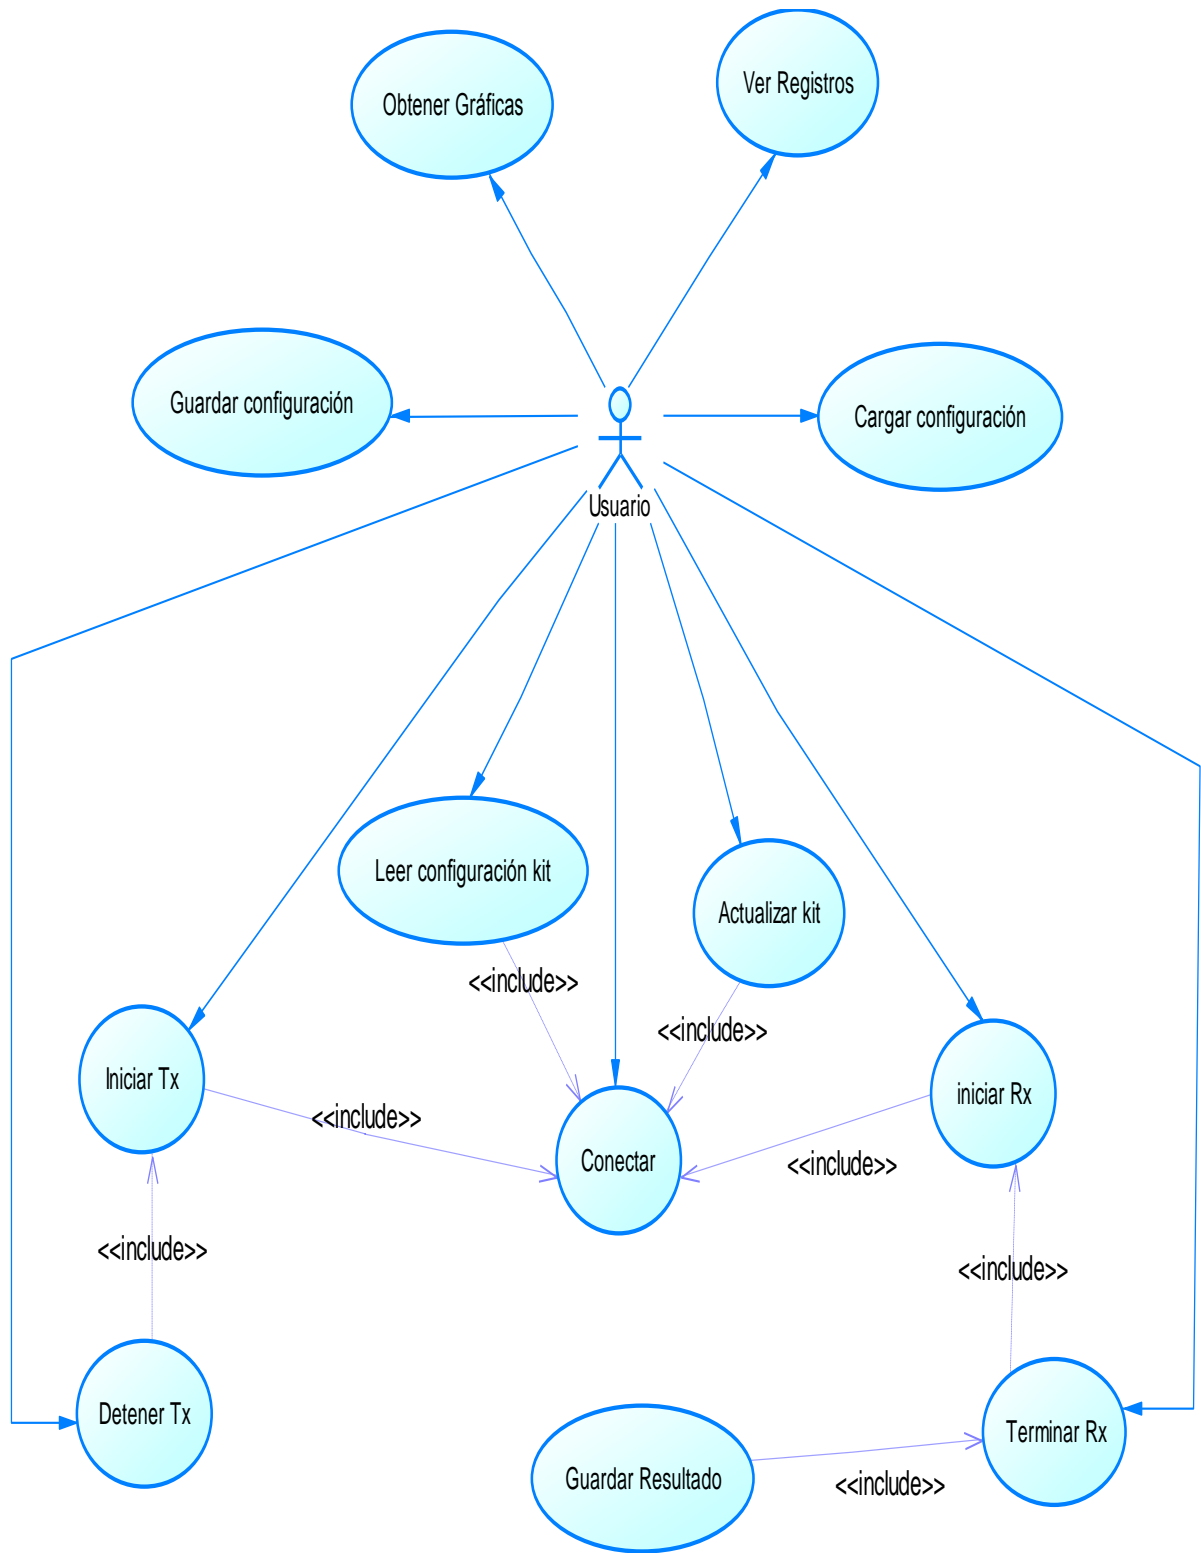 Ver Registros
Obtener Gráficas
Guardar configuración
Cargar configuración
Usuario
Leer configuración kit
Actualizar kit
<<include>>
<<include>>
Iniciar Tx
iniciar Rx
<<include>>
Conectar
<<include>>
<<include>>
<<include>>
Detener Tx
Terminar Rx
Guardar Resultado
<<include>>